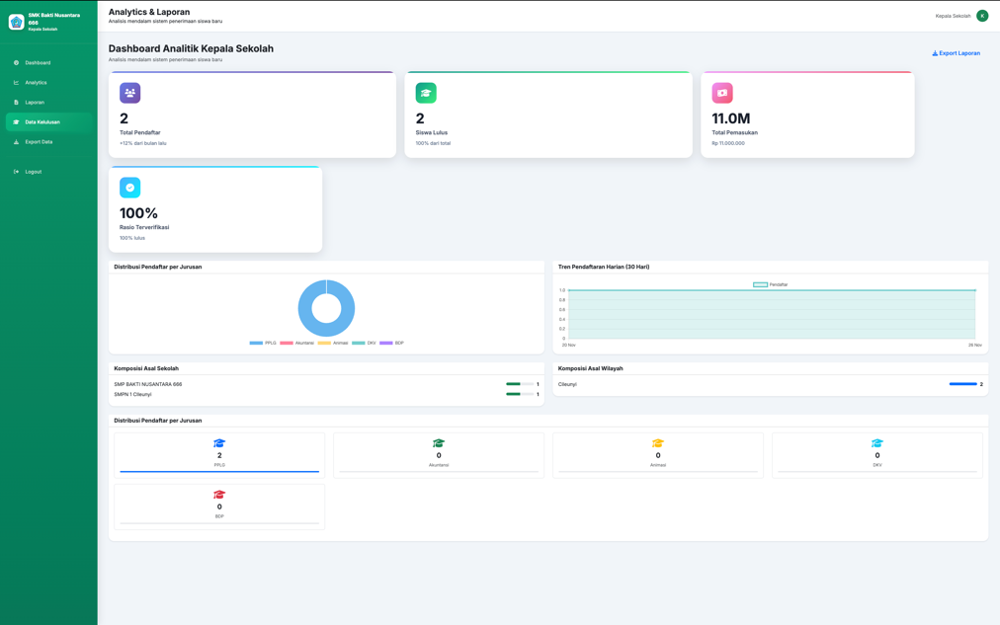 SMK Bakti Nusantara
666
Kepala Sekolah
Dashboard
Analytics
Laporan
Data Kelulusan
Export Data
Logout
Analytics & Laporan
Analisis mendalam sistem penerimaan siswa baru
Kepala Sekolah
K
Dashboard Analitik Kepala Sekolah
Analisis mendalam sistem penerimaan siswa baru
Export Laporan
2
Total Pendaftar
+12% dari bulan lalu
2
Siswa Lulus
100% dari total
11.0M
Total Pemasukan
Rp 11.000.000
100%
Rasio Terverifikasi
100% lulus
Distribusi Pendaftar per Jurusan
PPLG
Akuntansi
Animasi
DKV
BDP
Tren Pendaftaran Harian (30 Hari)
Pendaftar
1.0
0.8
0.6
0.4
0.2
0
20 Nov
26 Nov
Komposisi Asal Sekolah
SMP BAKTI NUSANTARA 666
1
SMPN 1 Cileunyi
1
Komposisi Asal Wilayah
Cileunyi
2
Distribusi Pendaftar per Jurusan
2
PPLG
0
Akuntansi
0
Animasi
0
DKV
0
BDP